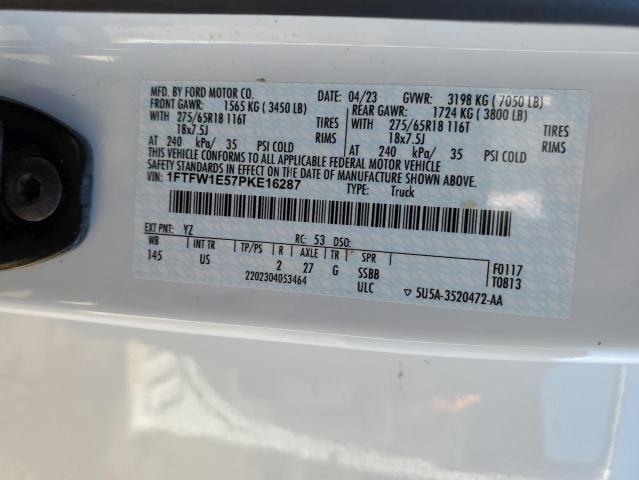 MFD. BY FORD MOTOR CO. DATE: 04/23 GVWR: 3198 KG ( 7050 LB)
FRONT GAWR: 1565 KG ( 3450 LB) REAR GAWR: 1724 KG ( 3800 LB)
WITH 275/65R18 116T TIRES WITH 275/65R18 116T TIRES
18x7.5J RIMS 18x7.5J RIMS
AT 240 kPa/ 35 PSI COLD AT 240 kPa/ 35 PSI COLD
THIS VEHICLE CONFORMS TO ALL APPLICABLE FEDERAL MOTOR VEHICLE
SAFETY STANDARDS IN EFFECT ON THE DATE OF MANUFACTURE SHOWN ABOVE.
VIN: 1FTFW1E57PKE16287 TYPE: Truck
EXT PNT: YZ RC: 53 DSO:
WB INT TR TP/PS R AXLE TR SPR
145 US 2 27 G SSBB
2202304053464 ULC
F0117
T0813
5U5A-3520472-AA